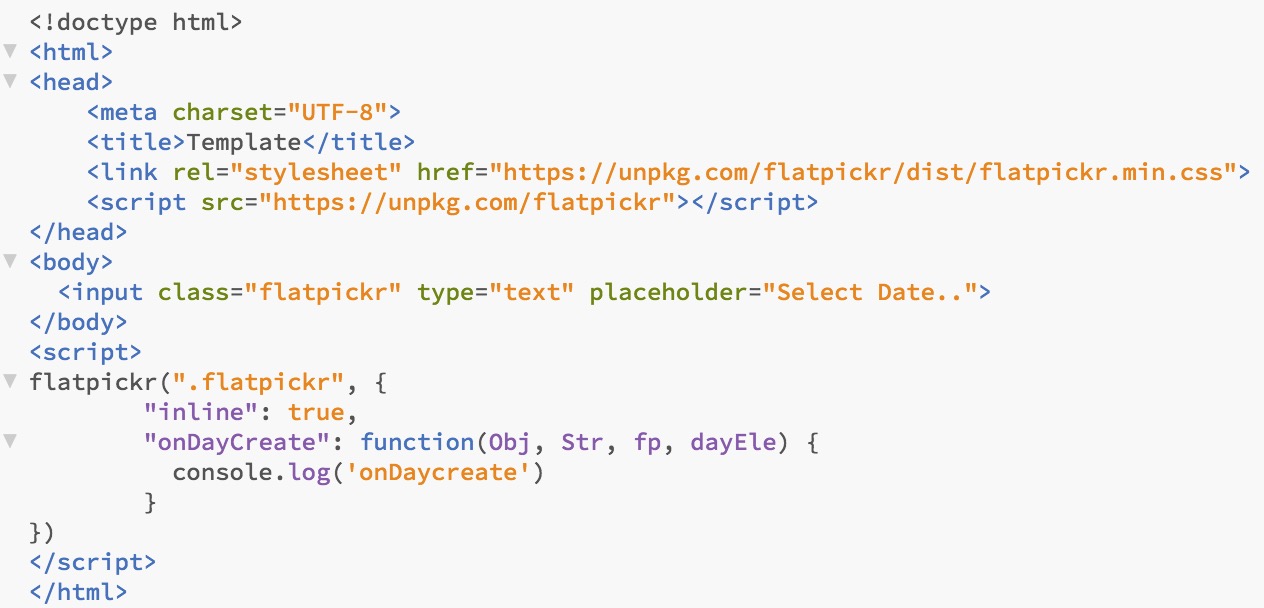 <!doctype html>
<html>
<head>
    <meta charset="UTF-8">
    <title>Template</title>
    <link rel="stylesheet" href="https://unpkg.com/flatpickr/dist/flatpickr.min.css">
    <script src="https://unpkg.com/flatpickr"></script>
</head>
<body>
  <input class="flatpickr" type="text" placeholder="Select Date..">
</body>
<script>
flatpickr(".flatpickr", {
        "inline": true,
        "onDayCreate": function(Obj, Str, fp, dayEle) {
          console.log('onDaycreate')
        }
})
</script>
</html>